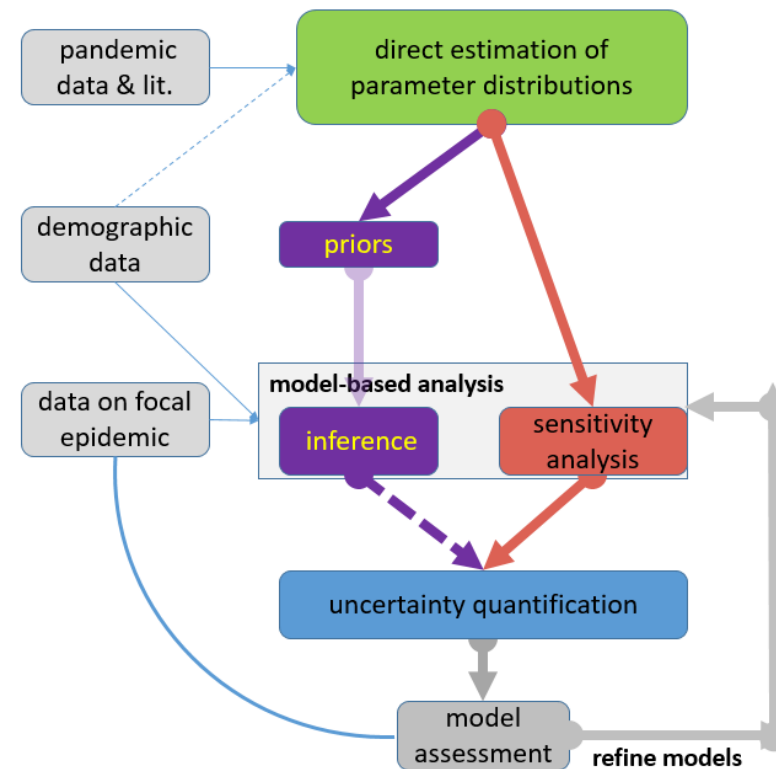 pandemic
data & lit.
direct estimation of
parameter distributions
demographic
data
priors
model-based analysis
data on focal
epidemic
inference
sensitivity
analysis
uncertainty quantification
model
assessment
refine models